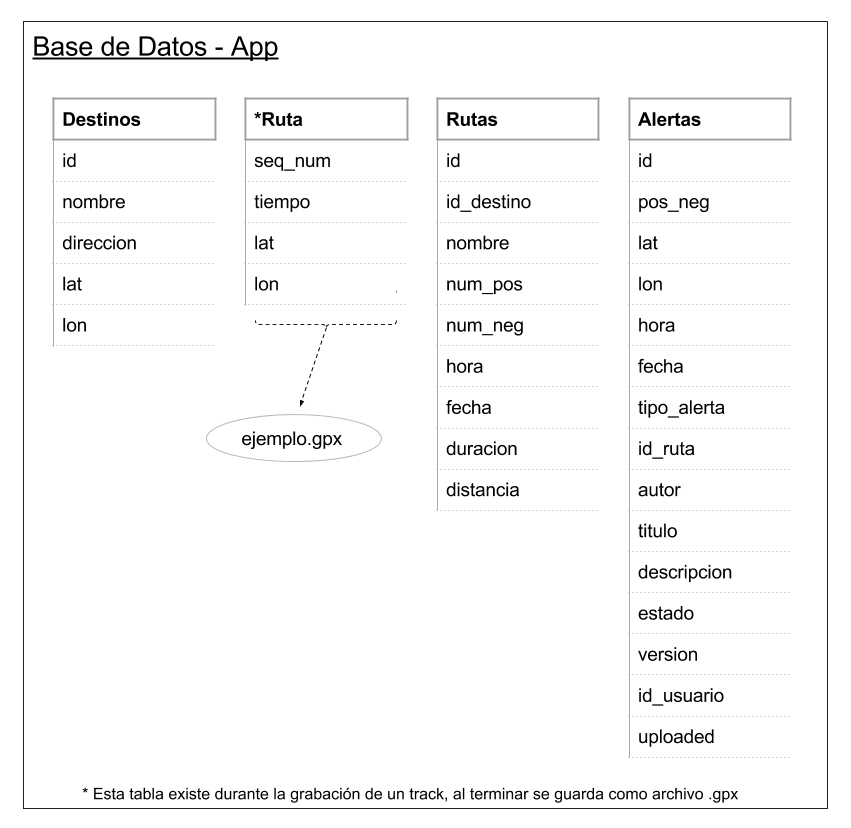 Base de Datos - App
Destinos
id
nombre
direccion
lat
lon
*Ruta
seq_num
tiempo
lat
lon
ejemplo.gpx
Rutas
id
id_destino
nombre
num_pos
num_neg
hora
fecha
duracion
distancia
Alertas
id
pos_neg
lat
lon
hora
fecha
tipo_alerta
id_ruta
autor
titulo
descripcion
estado
version
id_usuario
uploaded
* Esta tabla existe durante la grabación de un track, al terminar se guarda como archivo .gpx